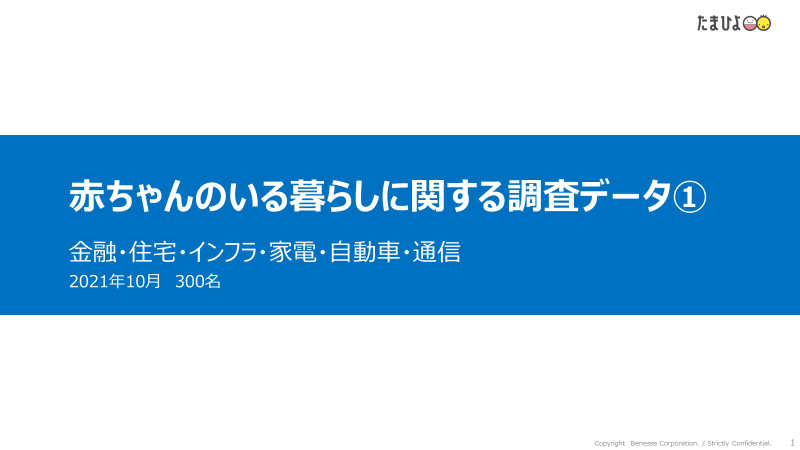 たまひよ
赤ちゃんのいる暮らしに関する調査データ①
金融・住宅・インフラ・家電・自動車・通信
2021年10月 300名
Copyright Benesse Corporation. / Strictly Confidential.
1